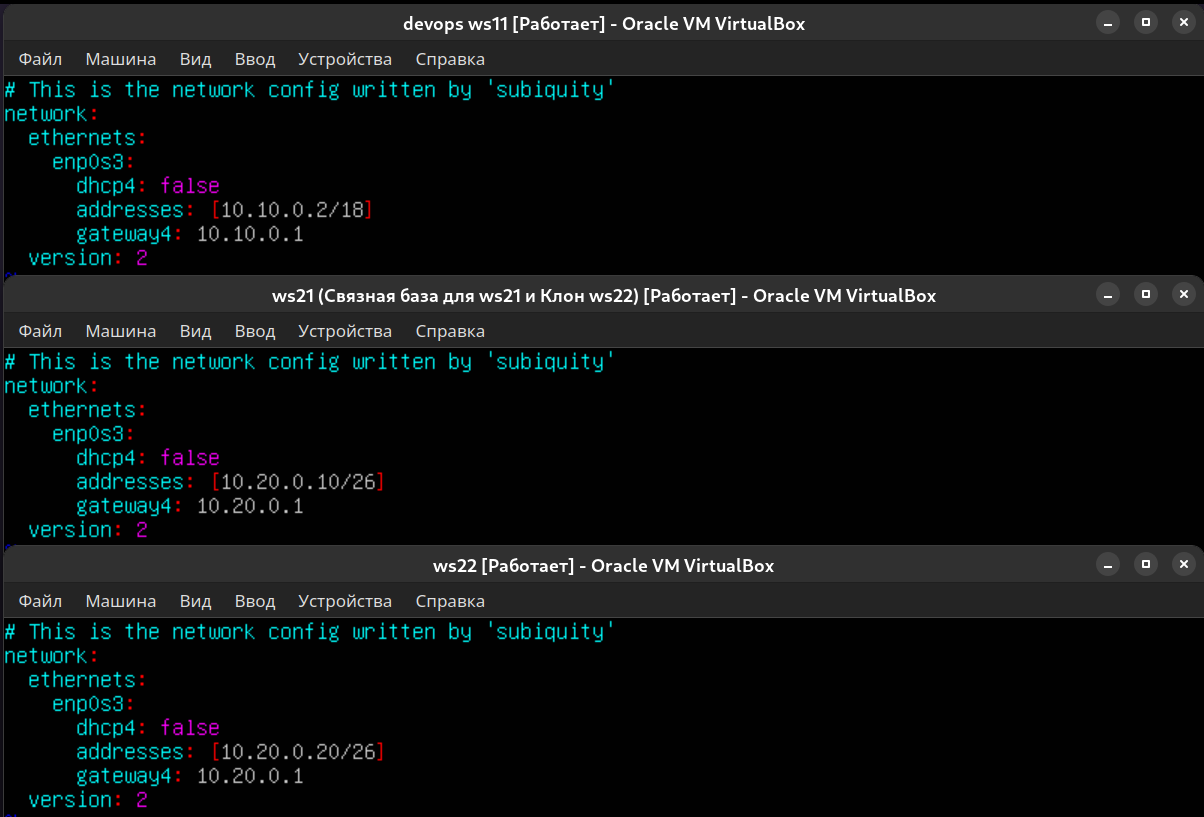 devops ws11 [Работает] - Oracle VM VirtualBox
Файл Машина Вид Ввод Устройства Справка
# This is the network config written by 'subiquity'
network:
  ethernets:
    enp0s3:
      dhcp4: false
      addresses: [10.10.0.2/18]
      gateway4: 10.10.0.1
  version: 2
ws21 (Связная база для ws21 и Клон ws22) [Работает] - Oracle VM VirtualBox
Файл Машина Вид Ввод Устройства Справка
# This is the network config written by 'subiquity'
network:
  ethernets:
    enp0s3:
      dhcp4: false
      addresses: [10.20.0.10/26]
      gateway4: 10.20.0.1
  version: 2
ws22 [Работает] - Oracle VM VirtualBox
Файл Машина Вид Ввод Устройства Справка
# This is the network config written by 'subiquity'
network:
  ethernets:
    enp0s3:
      dhcp4: false
      addresses: [10.20.0.20/26]
      gateway4: 10.20.0.1
  version: 2